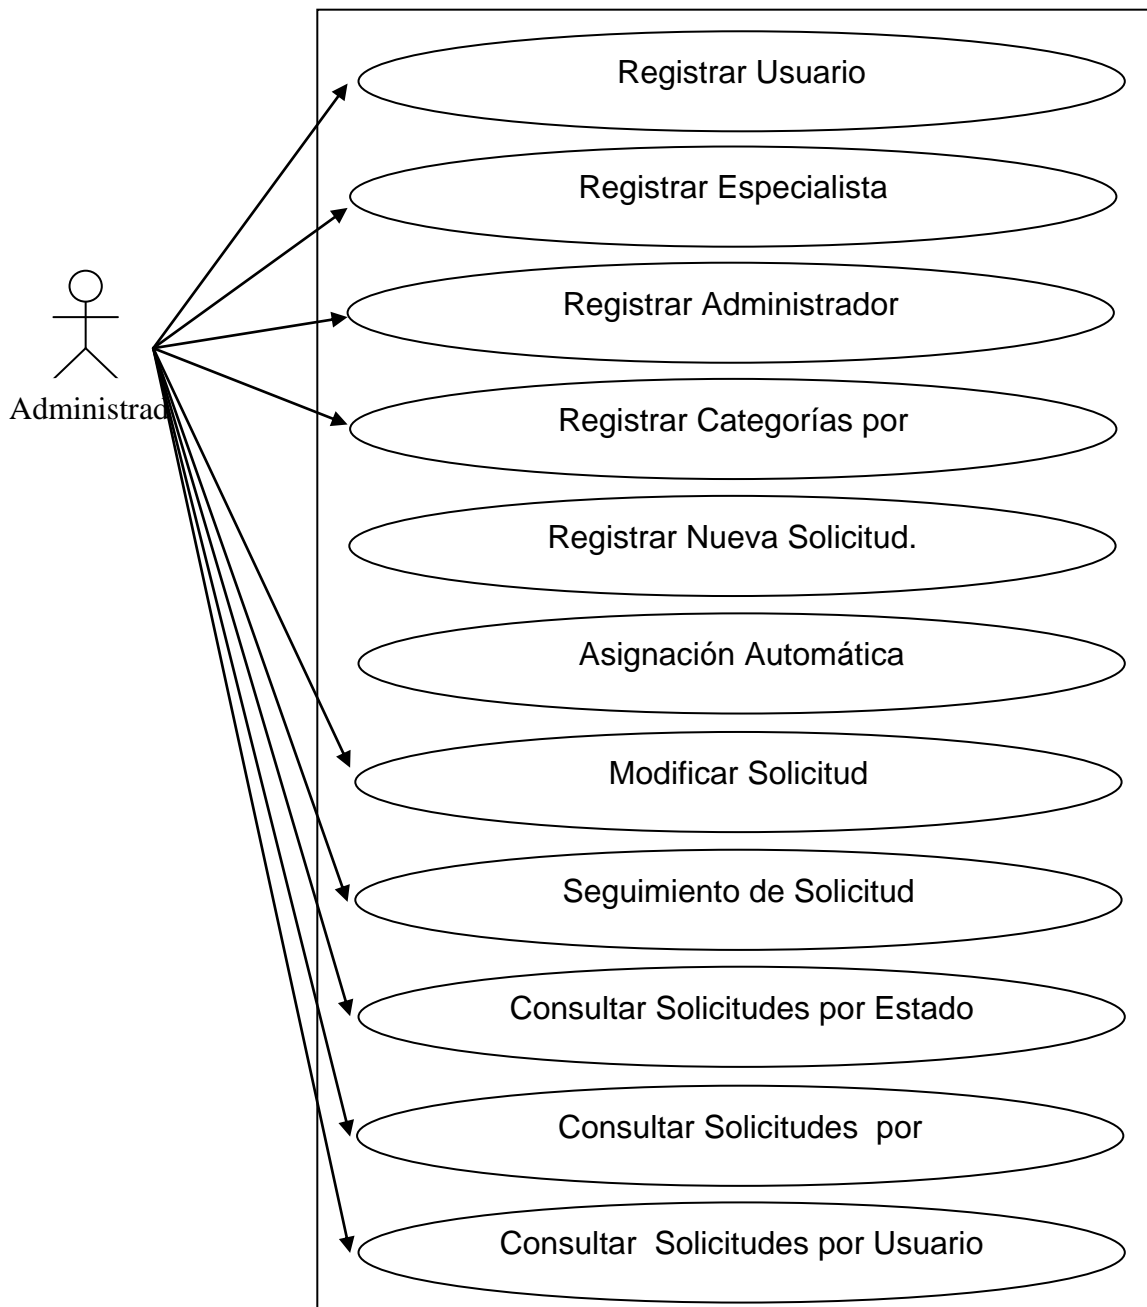 Registrar Usuario
Registrar Especialista
Registrar Administrador
Administrad
Registrar Categorías por
Registrar Nueva Solicitud.
Asignación Automática
Modificar Solicitud
Seguimiento de Solicitud
Consultar Solicitudes por Estado
Consultar Solicitudes por
Consultar Solicitudes por Usuario